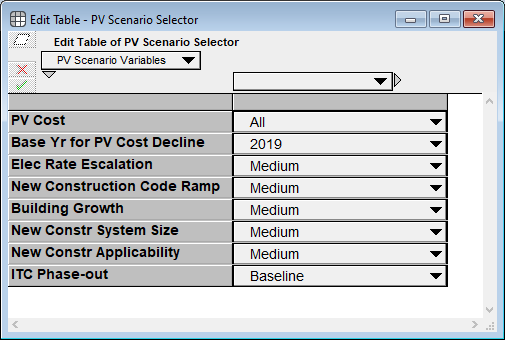 Edit Table - PV Scenario Selector
Edit Table of PV Scenario Selector
PV Scenario Variables
PV Cost All
Base Yr for PV Cost Decline 2019
Elec Rate Escalation Medium
New Construction Code Ramp Medium
Building Growth Medium
New Constr System Size Medium
New Constr Applicability Medium
ITC Phase-out Baseline